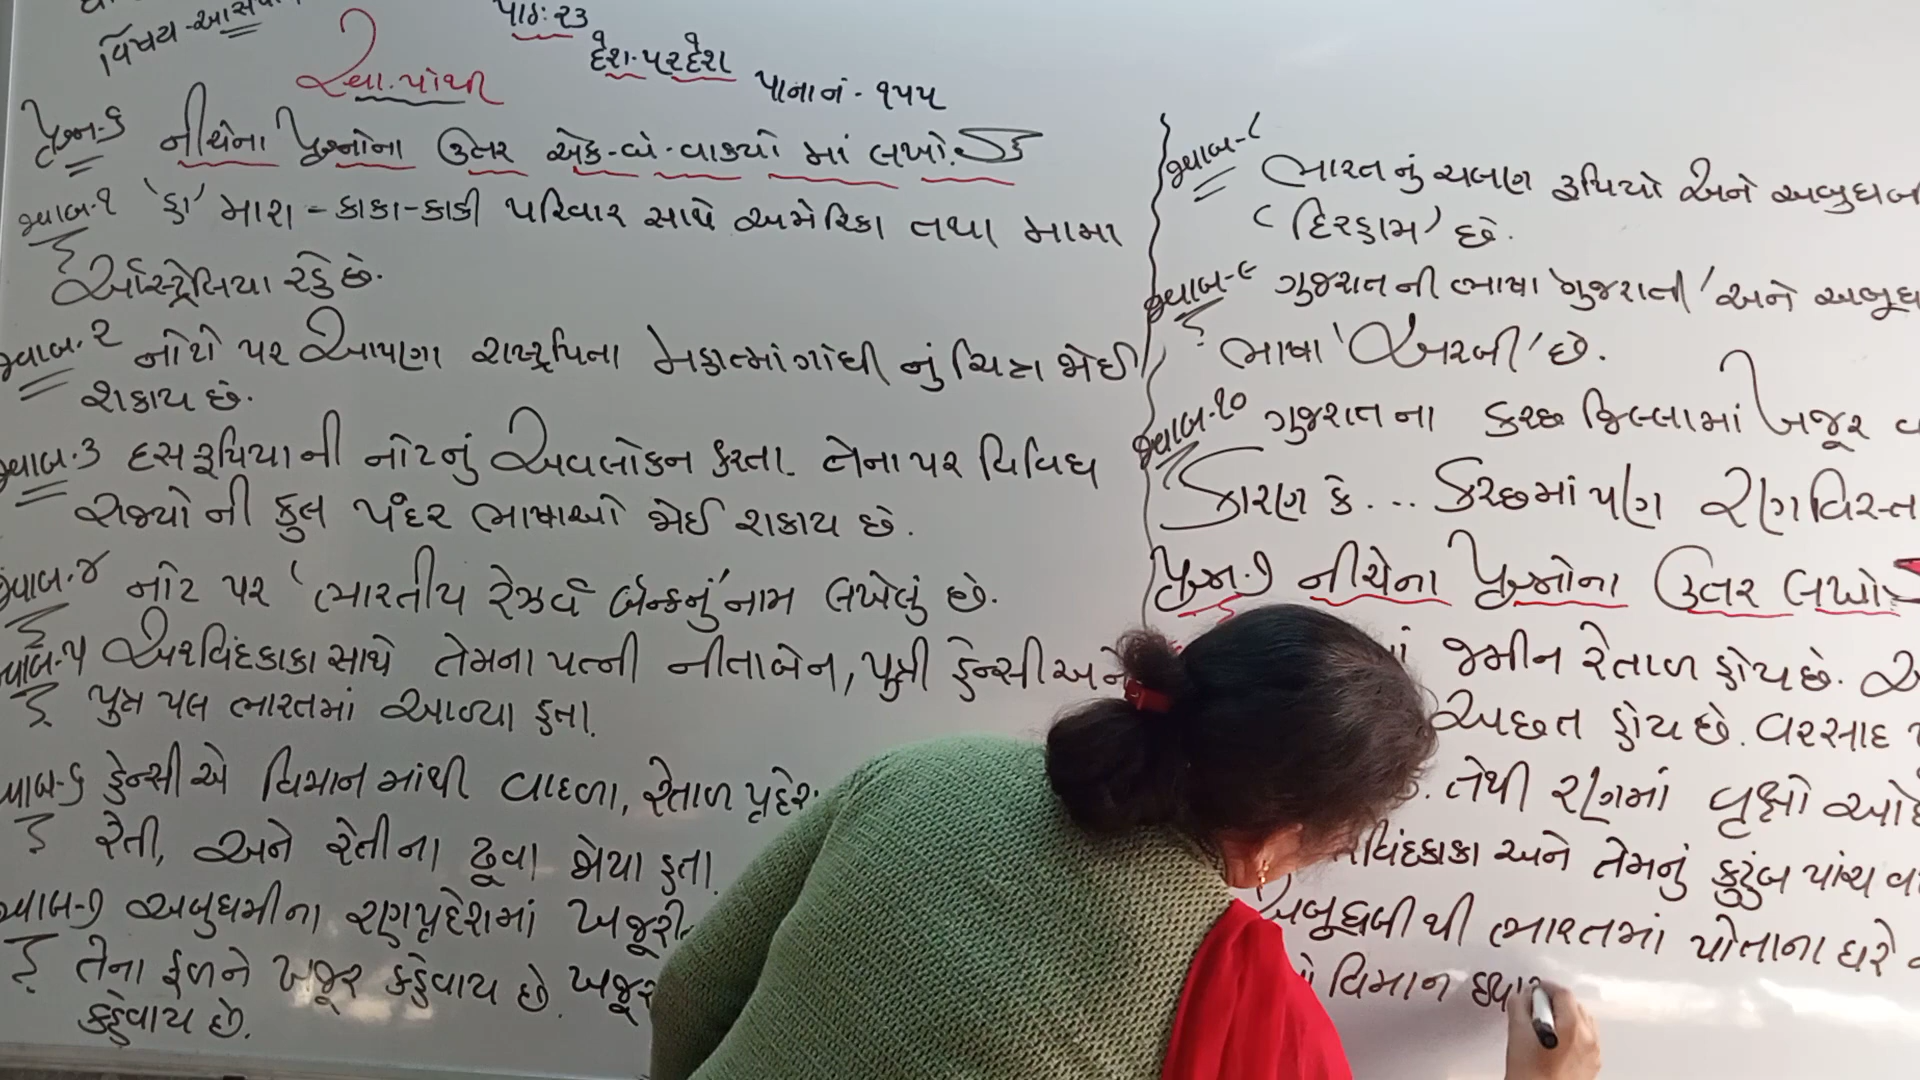 વિષય-આસપાસ
પાઠ: ૨૩
દેશ-પરદેશ
સ્વા. પોથી
પાના નં - ૧૫૫
પ્રશ્ન-૬ નીચેના પ્રશ્નોના ઉતર એક-બે-વાક્યો માં લખો.
જવાબ-૧ 'હા' મારા - કાકા-કાકી પરિવાર સાથે અમેરિકા તથા મામા
ઓસ્ટ્રેલિયા રહે છે.
જવાબ-૨ નોટો પર આપણા રાષ્ટ્રપિતા મહાત્માંગાંધી નું ચિત્ર જોઈ
શકાય છે.
જવાબ-૩ દસ રૂપિયા ની નોટનું અવલોકન કરતા તેના પર વિવિધ
રાજ્યો ની કુલ પંદર ભાષાઓ જોઈ શકાય છે.
જવાબ-૪ નોટ પર 'ભારતીય રેઝર્વ બેન્કનું' નામ લખેલું છે.
જવાબ-૫ અરવિંદકાકા સાથે તેમના પત્ની નીતાબેન, પુત્રી હેન્સી અને
પુત્ર પલ ભારતમાં આવ્યા હતા.
જવાબ-૬ હેન્સી એ વિમાન માંથી વાદળા, રેતાળ પ્રદેશ
રેતી, અને રેતીના ઢૂવા જોયા હતા.
જવાબ-૭ અબુધાબીના રણપ્રદેશમાં ખજૂરી
તેના ફળને ખજૂર કહેવાય છે. ખજૂર
કહેવાય છે.
જવાબ-૮ ભારત નું ચલણ રૂપિયો અને અબુધાબ
'દિરહામ' છે.
જવાબ-૯ ગુજરાત ની ભાષા 'ગુજરાતી' અને અબૂધ
ભાષા 'અરબી' છે.
જવાબ-૧૦ ગુજરાત ના કચ્છ જિલ્લામાં ખજૂર
કારણ કે... કચ્છમાં પણ રણવિસ્ત
પ્રશ્ન-૭ નીચેના પ્રશ્નોના ઉતર લખો
માં જમીન રેતાળ હોય છે.
અછત હોય છે. વરસાદ
તેથી રણમાં વૃક્ષો ઓ
વિંદકાકા અને તેમનું કુટુંબ પાંચ
અબૂધાબી થી ભારતમાં પોતાના ઘરે
વિમાન દ્વારા